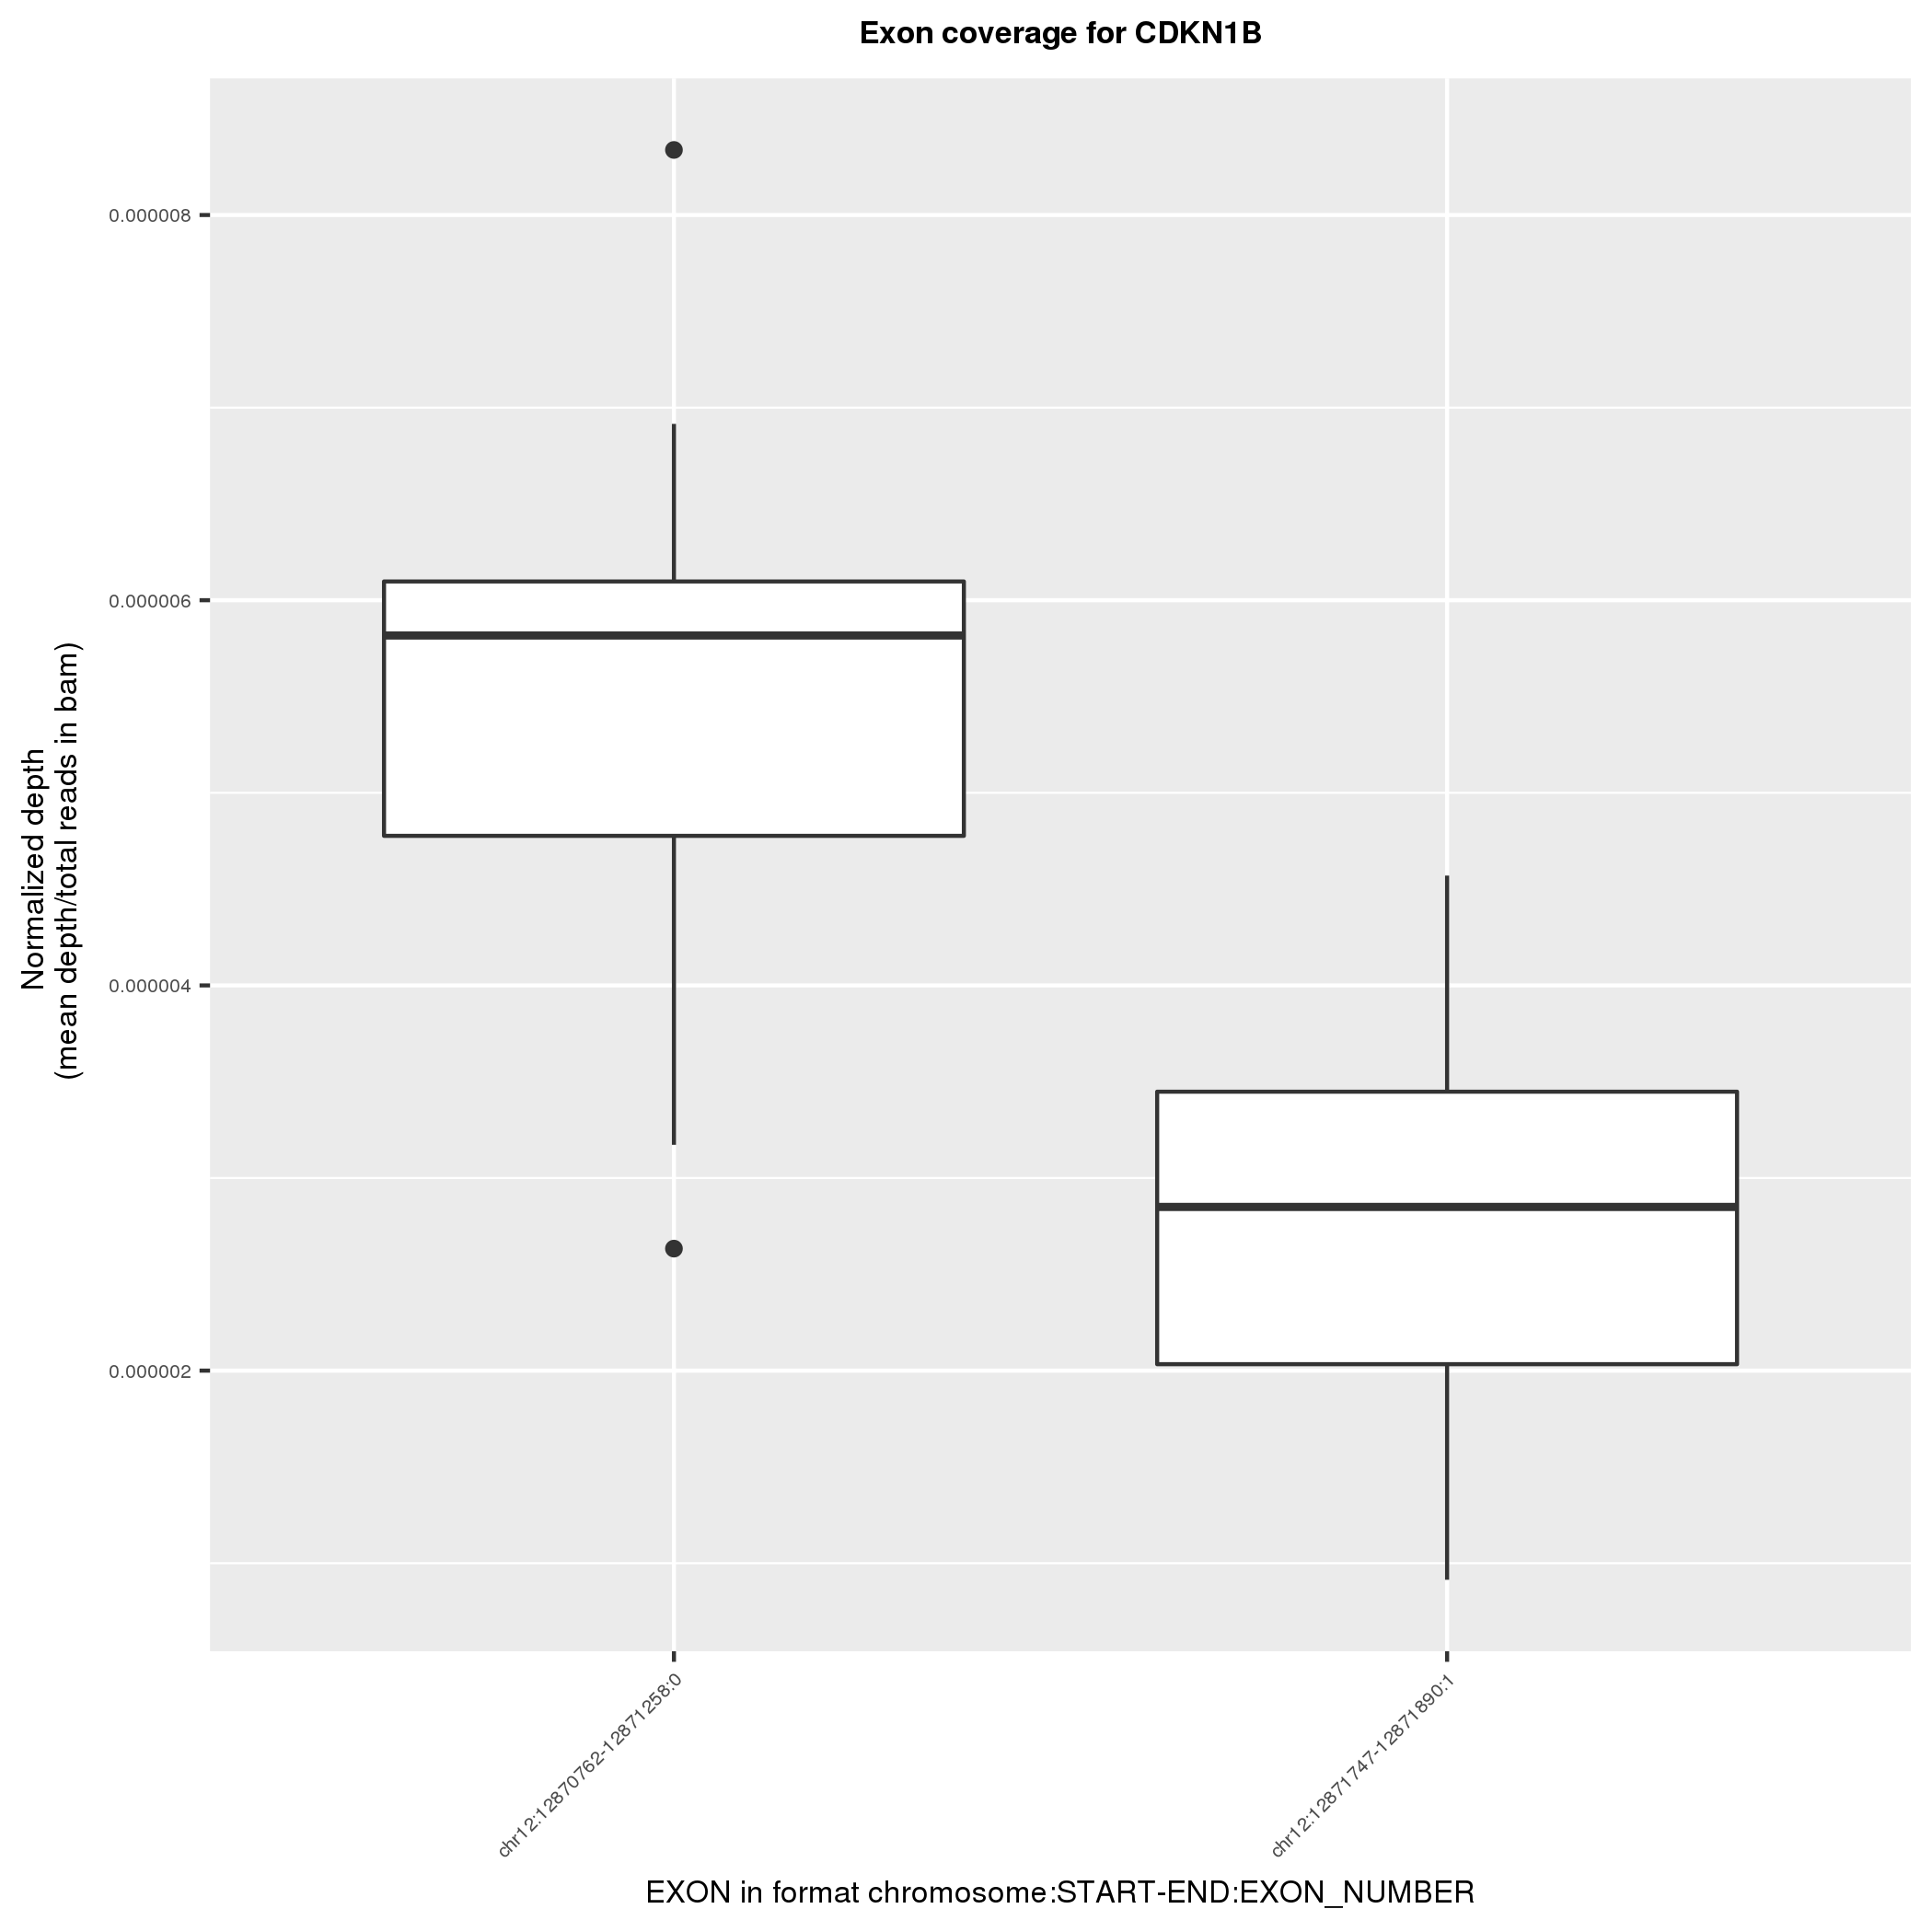 Exon coverage for CDKN1B
Normalized depth
(mean depth/total reads in bam)
0.000008
0.000006
0.000004
0.000002
chr12:12870762-12871258:0
chr12:12871747-12871890:1
EXON in format chromosome:START-END:EXON_NUMBER